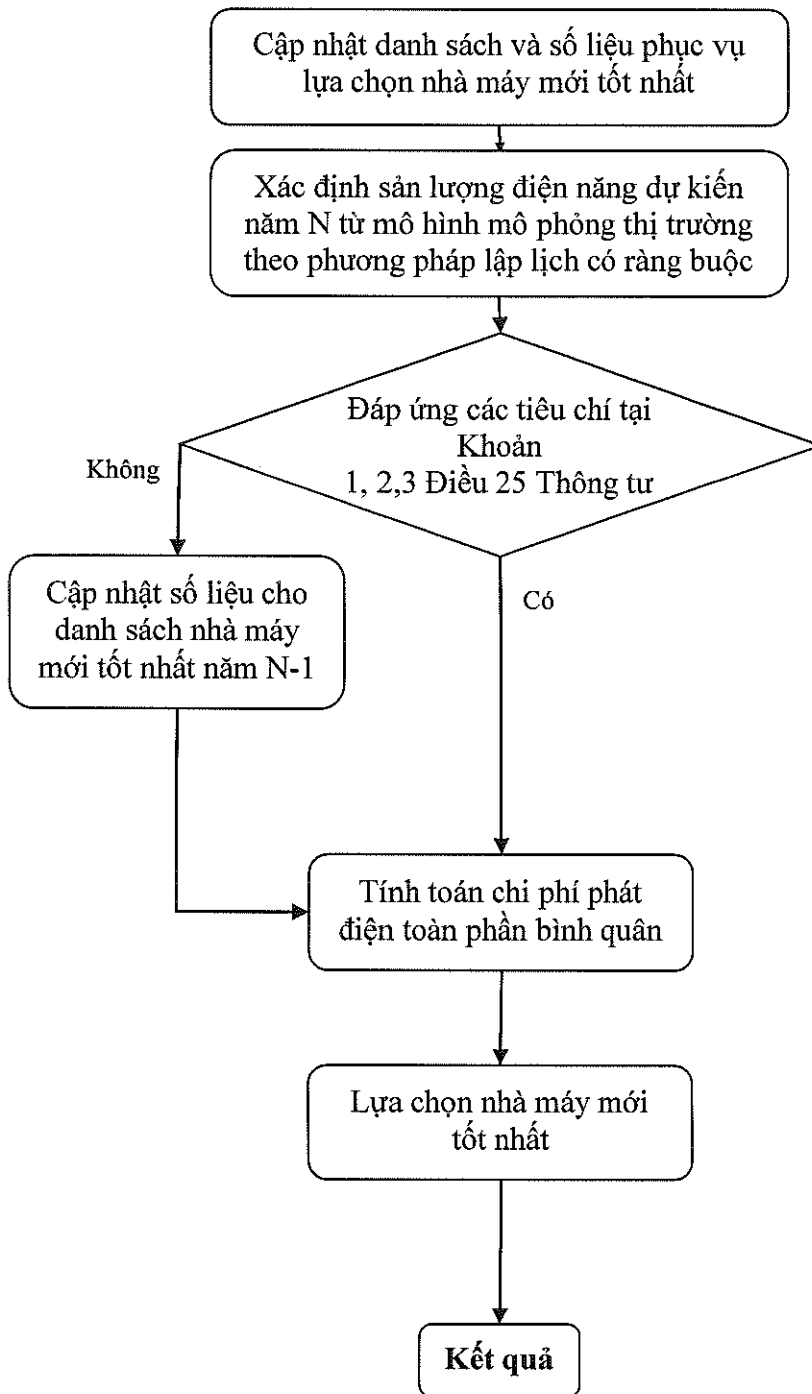 Cập nhật danh sách và số liệu phục vụ
lựa chọn nhà máy mới tốt nhất
Xác định sản lượng điện năng dự kiến
năm N từ mô hình mô phỏng thị trường
theo phương pháp lập lịch có ràng buộc
Đáp ứng các tiêu chí tại
Khoản
1, 2,3 Điều 25 Thông tư
Không
Có
Cập nhật số liệu cho
danh sách nhà máy
mới tốt nhất năm N-1
Tính toán chi phí phát
điện toàn phần bình quân
Lựa chọn nhà máy mới
tốt nhất
Kết quả